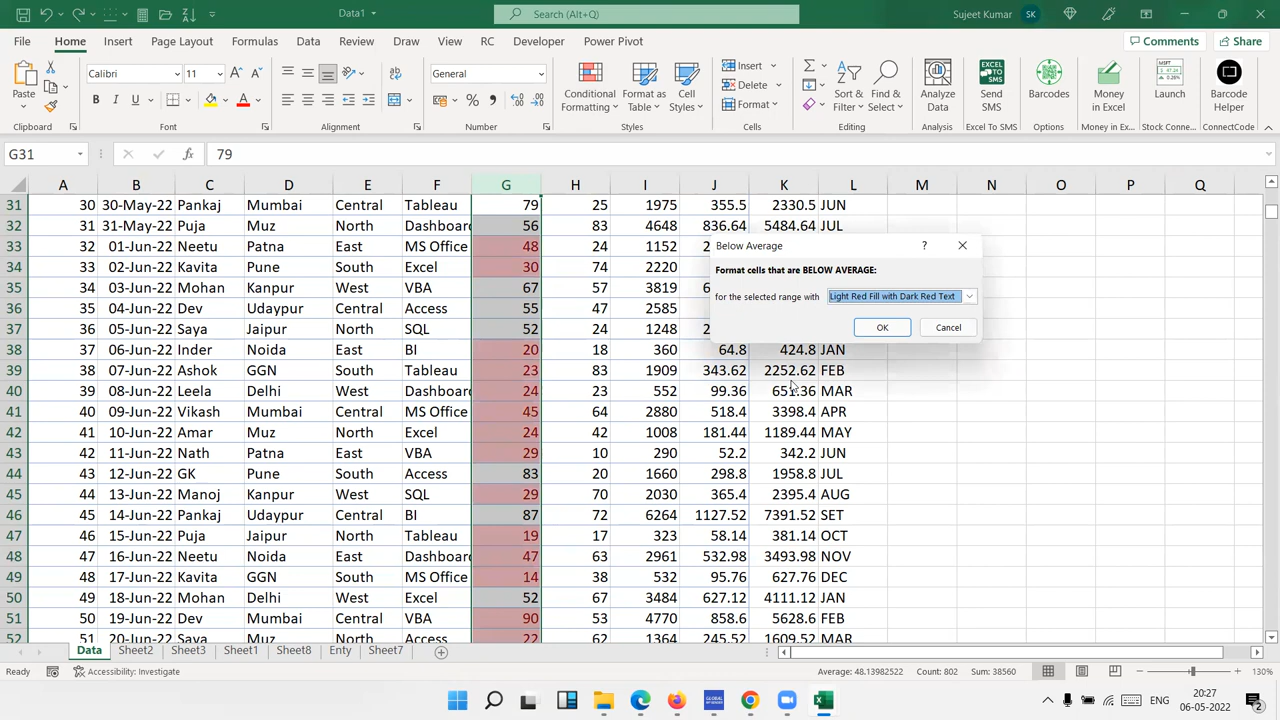 Data1
Search (Alt+Q)
Sujeet Kumar SK
File Home Insert Page Layout Formulas Data Review Draw View RC Developer Help Power Pivot
Comments Share
Paste
Calibri 11
B I U
General
Conditional Formatting
Format as Table
Cell Styles
Insert
Delete
Format
Sort & Filter
Find & Select
Analyze Data
Send SMS
Barcodes
Money in Excel
Launch
Barcode Helper
Clipboard Font Alignment Number Styles Cells Editing Analysis Excel To SMS Options Money in Ex... Stock Connec... ConnectCode
G31 fx 79
A B C D E F G H I J K L M N O P Q
31 30 30-May-22 Pankaj Mumbai Central Tableau 79 25 1975 355.5 2330.5 JUN
32 31 31-May-22 Puja Muz North Dashboard 56 83 4648 836.64 5484.64 JUL
33 32 01-Jun-22 Neetu Patna East MS Office 48 24 1152
34 33 02-Jun-22 Kavita Pune South Excel 30 74 2220
35 34 03-Jun-22 Mohan Kanpur West VBA 57 67 3819
36 35 04-Jun-22 Dev Udaypur Central Access 55 47 2585
37 36 05-Jun-22 Saya Jaipur North SQL 52 24 1248
38 37 06-Jun-22 Inder Noida East BI 20 18 360 64.8 424.8 JAN
39 38 07-Jun-22 Ashok GGN South Tableau 23 83 1909 343.62 2252.62 FEB
40 39 08-Jun-22 Leela Delhi West Dashboard 24 23 552 99.36 651.36 MAR
41 40 09-Jun-22 Vikash Mumbai Central MS Office 45 64 2880 518.4 3398.4 APR
42 41 10-Jun-22 Amar Muz North Excel 24 42 1008 181.44 1189.44 MAY
43 42 11-Jun-22 Nath Patna East VBA 29 10 290 52.2 342.2 JUN
44 43 12-Jun-22 GK Pune South Access 83 20 1660 298.8 1958.8 JUL
45 44 13-Jun-22 Manoj Kanpur West SQL 29 70 2030 365.4 2395.4 AUG
46 45 14-Jun-22 Pankaj Udaypur Central BI 87 72 6264 1127.52 7391.52 SET
47 46 15-Jun-22 Puja Jaipur North Tableau 19 17 323 58.14 381.14 OCT
48 47 16-Jun-22 Neetu Noida East Dashboard 47 63 2961 532.98 3493.98 NOV
49 48 17-Jun-22 Kavita GGN South MS Office 14 38 532 95.76 627.76 DEC
50 49 18-Jun-22 Mohan Delhi West Excel 52 67 3484 627.12 4111.12 JAN
51 50 19-Jun-22 Dev Mumbai Central VBA 90 53 4770 858.6 5628.6 FEB
52 51 20-Jun-22 Saya Muz North Access 22 62 1364 245.52 1609.52 MAR
Below Average ?
Format cells that are BELOW AVERAGE:
for the selected range with Light Red Fill with Dark Red Text
OK Cancel
Data Sheet2 Sheet3 Sheet1 Sheet8 Enty Sheet7
Ready Accessibility: Investigate Average: 48.13982522 Count: 802 Sum: 38560 130%
ENG
20:27
06-05-2022
2